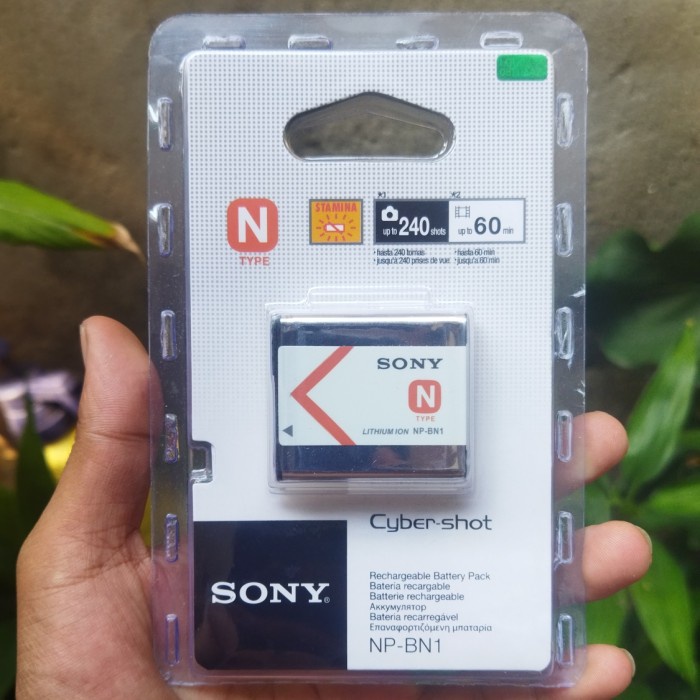 N
TYPE
STAMINA
*1
up to 240 shots
• hasta 240 tomas
• jusqu'à 240 prises de vue
*2
up to 60 min
• hasta 60 min
• jusqu'à 60 min
SONY
N
TYPE
LITHIUM ION NP-BN1
Cyber-shot
SONY®
Rechargeable Battery Pack
Batería recargable
Batterie rechargeable
Аккумулятор
Bateria recarregável
Επαναφορτιζόμενη μπαταρία
NP-BN1